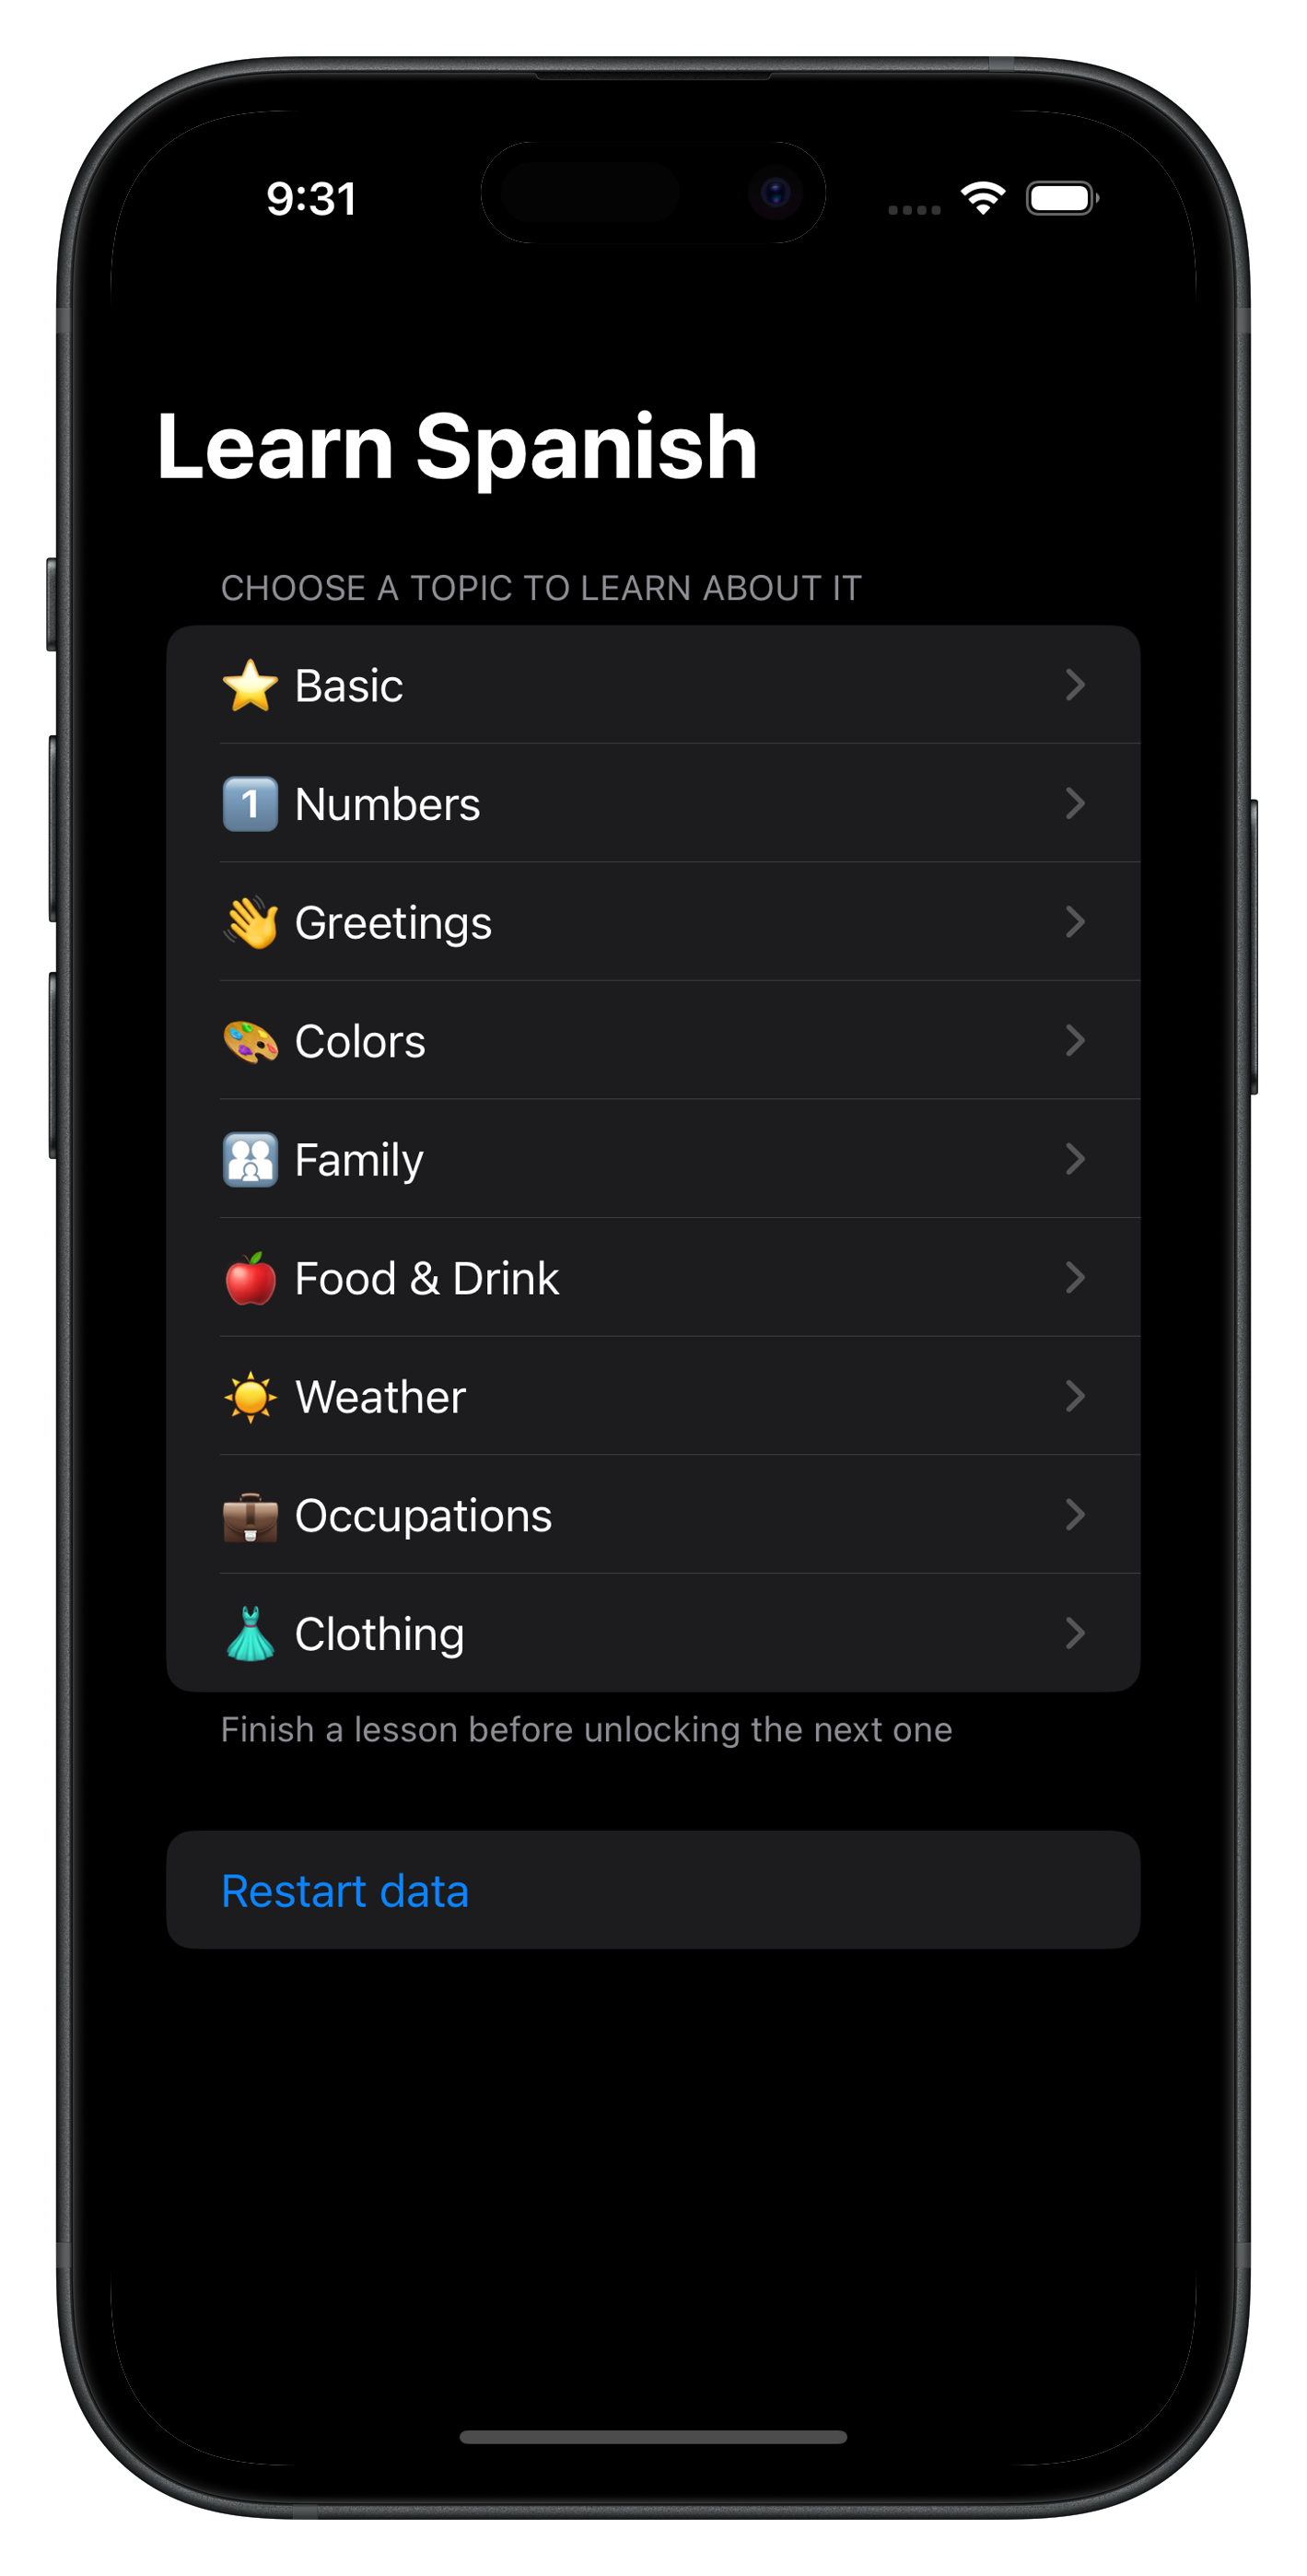 9:31
Learn Spanish
CHOOSE A TOPIC TO LEARN ABOUT IT
⭐ Basic
1️⃣ Numbers
👋 Greetings
🎨 Colors
👨‍👩‍👦 Family
🍎 Food & Drink
☀️ Weather
💼 Occupations
👗 Clothing
Finish a lesson before unlocking the next one
Restart data